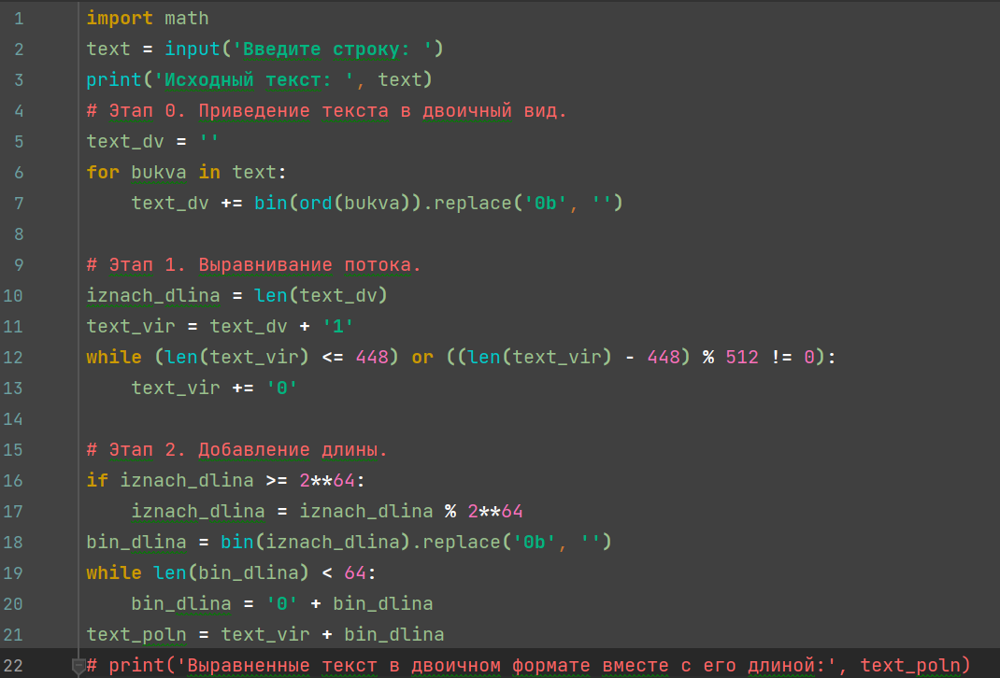 1 import math
2 text = input('Введите строку: ')
3 print('Исходный текст: ', text)
4 # Этап 0. Приведение текста в двоичный вид.
5 text_dv = ''
6 for bukva in text:
7     text_dv += bin(ord(bukva)).replace('0b', '')
8
9 # Этап 1. Выравнивание потока.
10 iznach_dlina = len(text_dv)
11 text_vir = text_dv + '1'
12 while (len(text_vir) <= 448) or ((len(text_vir) - 448) % 512 != 0):
13     text_vir += '0'
14
15 # Этап 2. Добавление длины.
16 if iznach_dlina >= 2**64:
17     iznach_dlina = iznach_dlina % 2**64
18 bin_dlina = bin(iznach_dlina).replace('0b', '')
19 while len(bin_dlina) < 64:
20     bin_dlina = '0' + bin_dlina
21 text_poln = text_vir + bin_dlina
22 # print('Выравненные текст в двоичном формате вместе с его длиной:', text_poln)